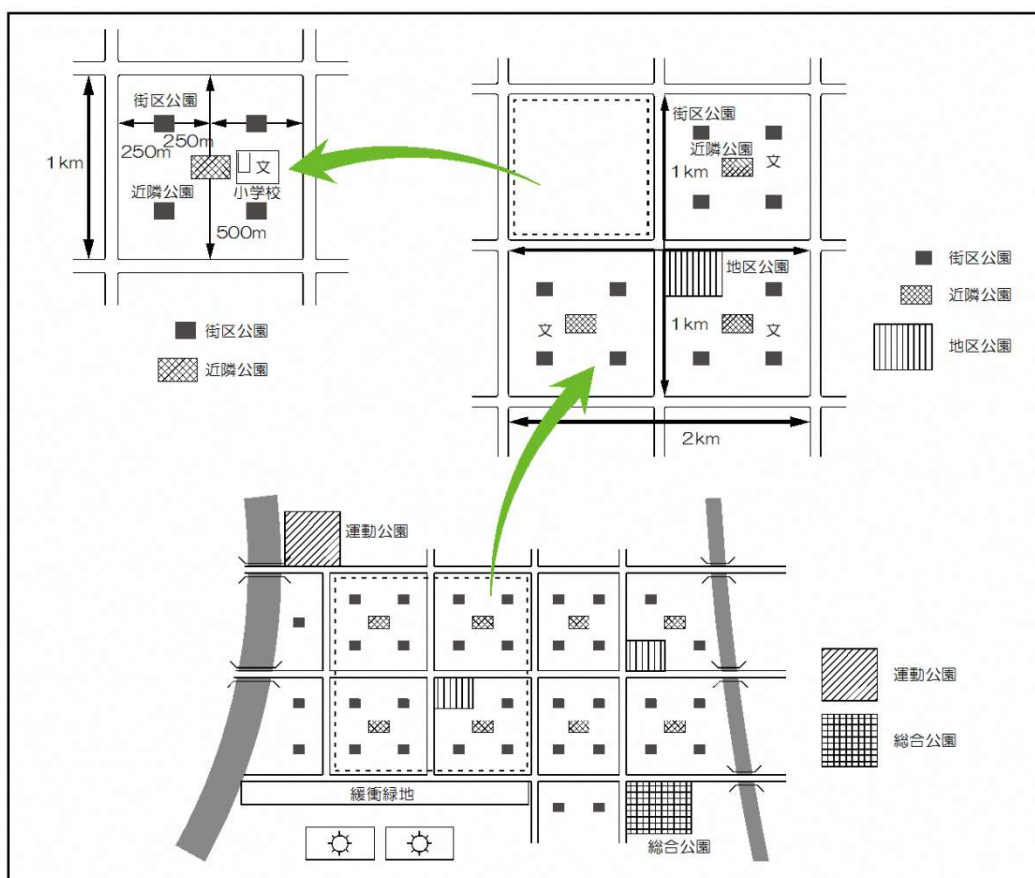 街区公園
250m
250m
1km
文
近隣公園
小学校
500m
街区公園
近隣公園
街区公園
近隣公園
1km
文
地区公園
文
1km
文
2km
街区公園
近隣公園
地区公園
運動公園
緩衝緑地
総合公園
運動公園
総合公園